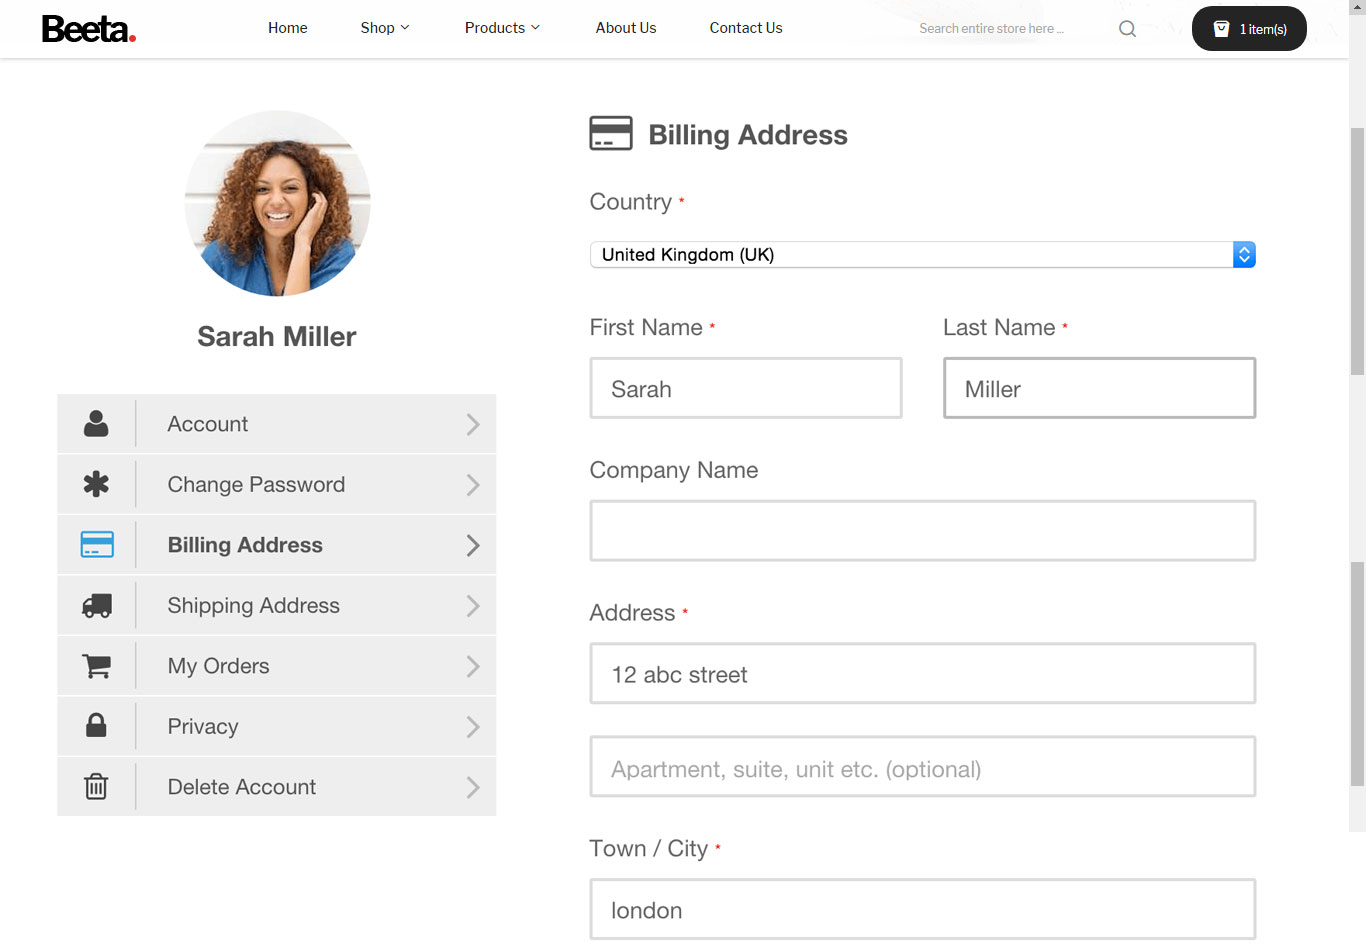 Beeta.
Home Shop Products About Us Contact Us Search entire store here ... 1 item(s)
Sarah Miller
Account
Change Password
Billing Address
Shipping Address
My Orders
Privacy
Delete Account
Billing Address
Country *
United Kingdom (UK)
First Name * Last Name *
Sarah Miller
Company Name
Address *
12 abc street
Apartment, suite, unit etc. (optional)
Town / City *
london